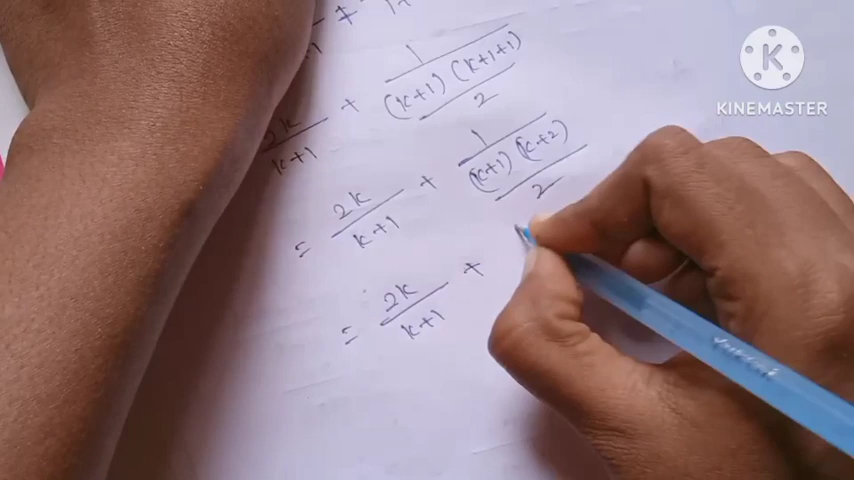 2k/k+1 + 1/((k+1)(k+1+1)/2)
= 2k/k+1 + 1/((k+1)(k+2)/2)
= 2k/k+1 +
K
KINEMASTER